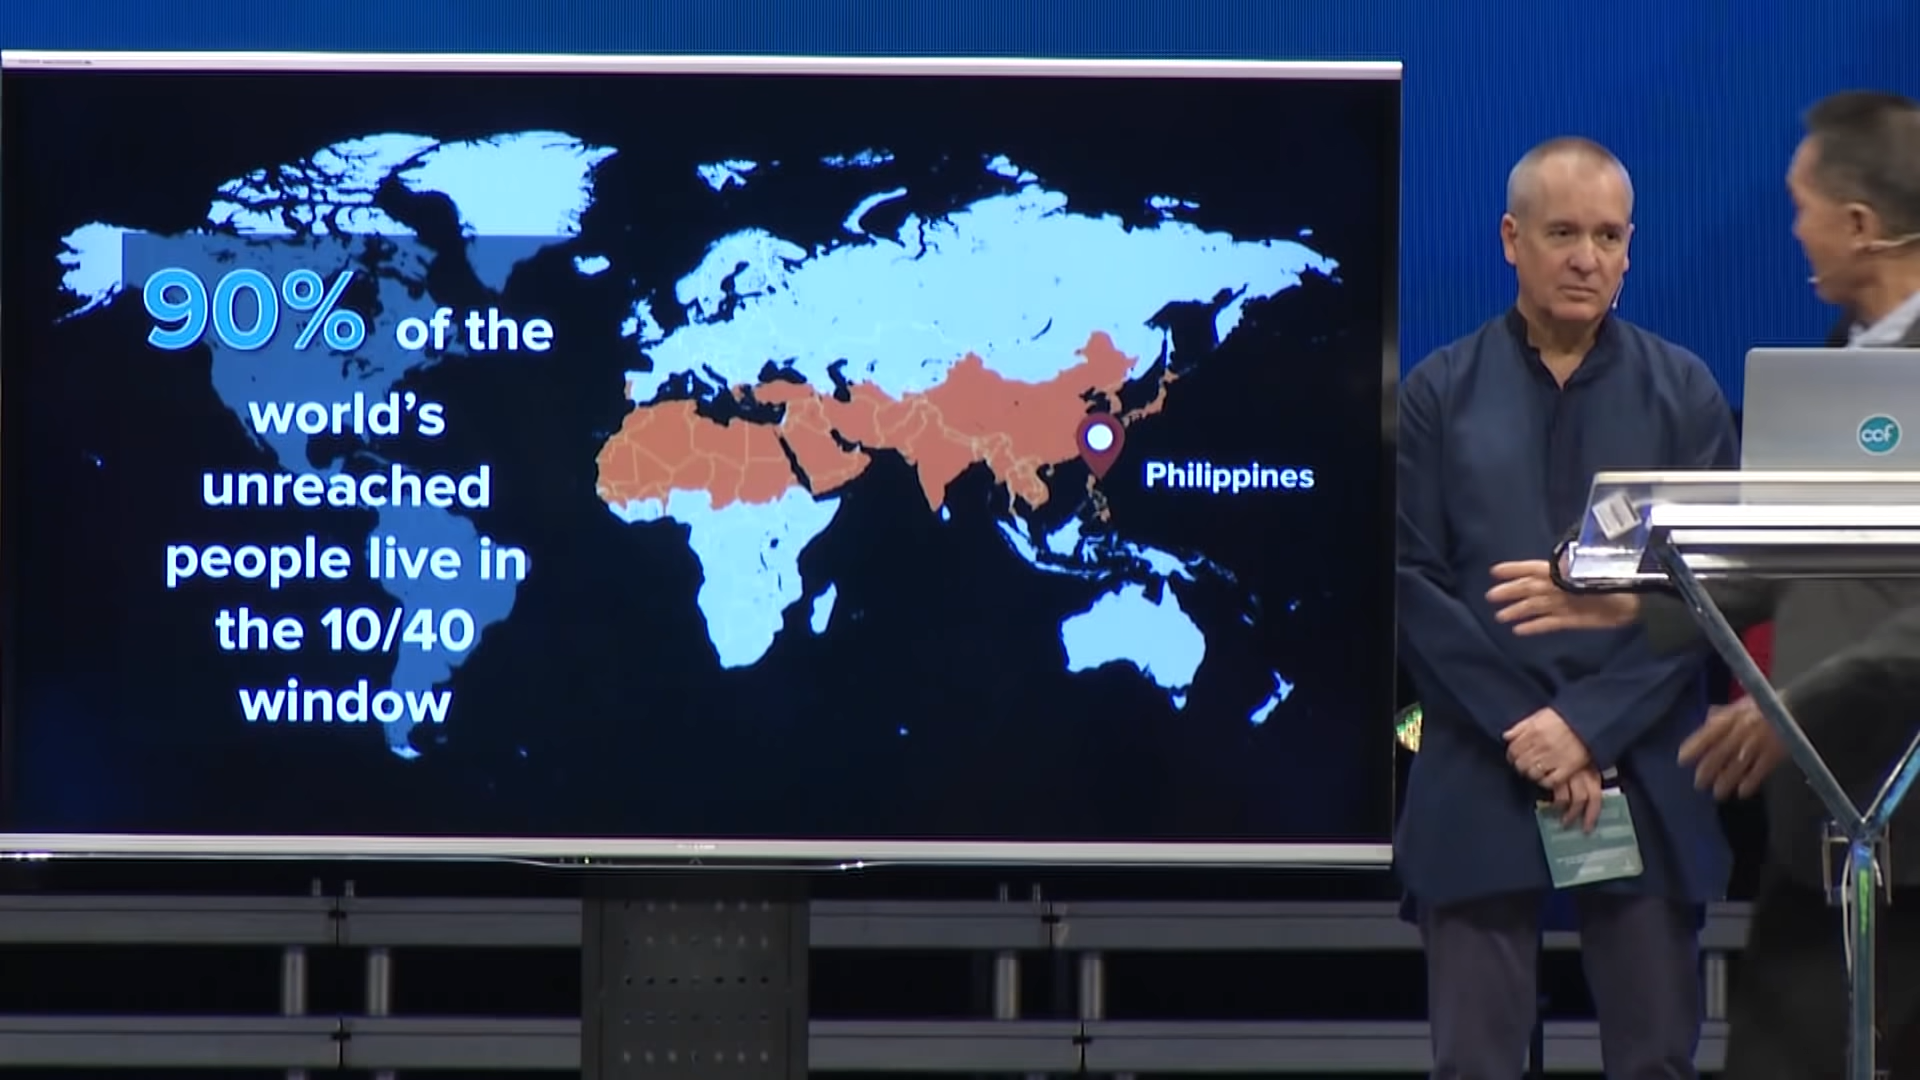 90% of the
world's
unreached
people live in
the 10/40
window
Philippines
ccf